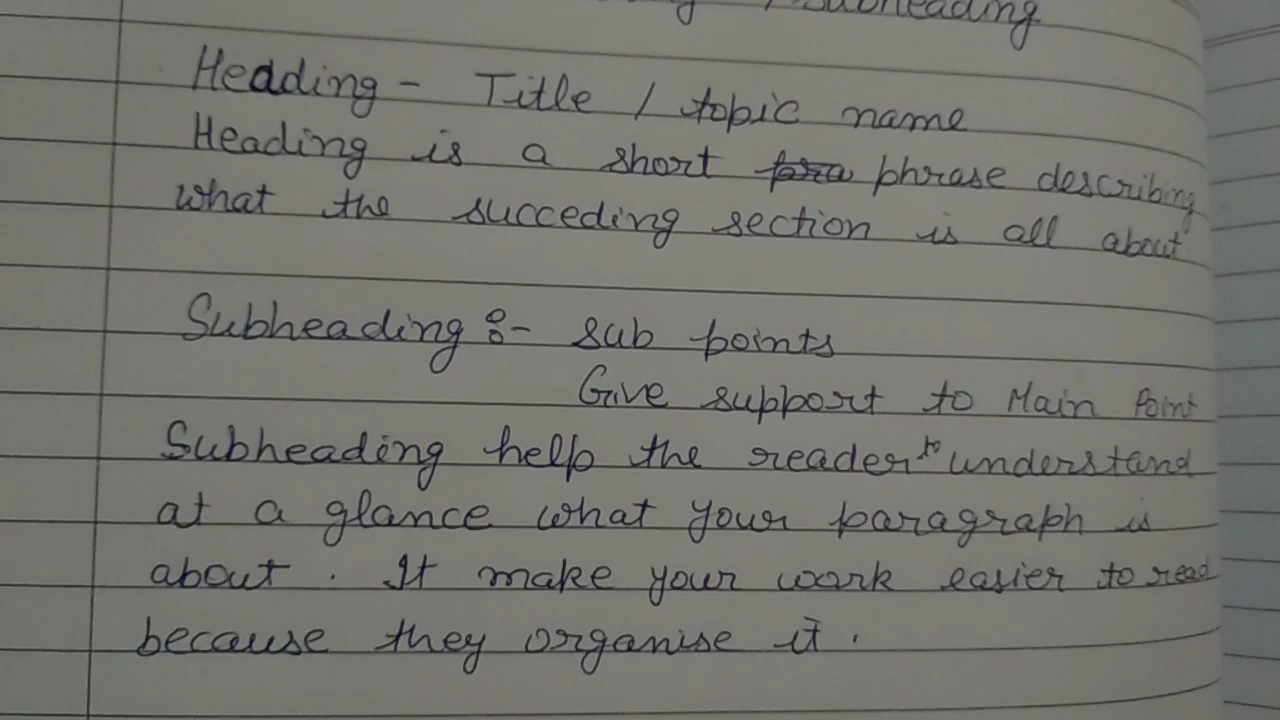 / Subheading
Heading - Title / topic name
Heading is a short phrase describing
what the succeding section is all about
Subheading :- sub points
Give support to Main Point
Subheading help the reader to understand
at a glance what your paragraph is
about. It make your work easier to read
because they organise it.